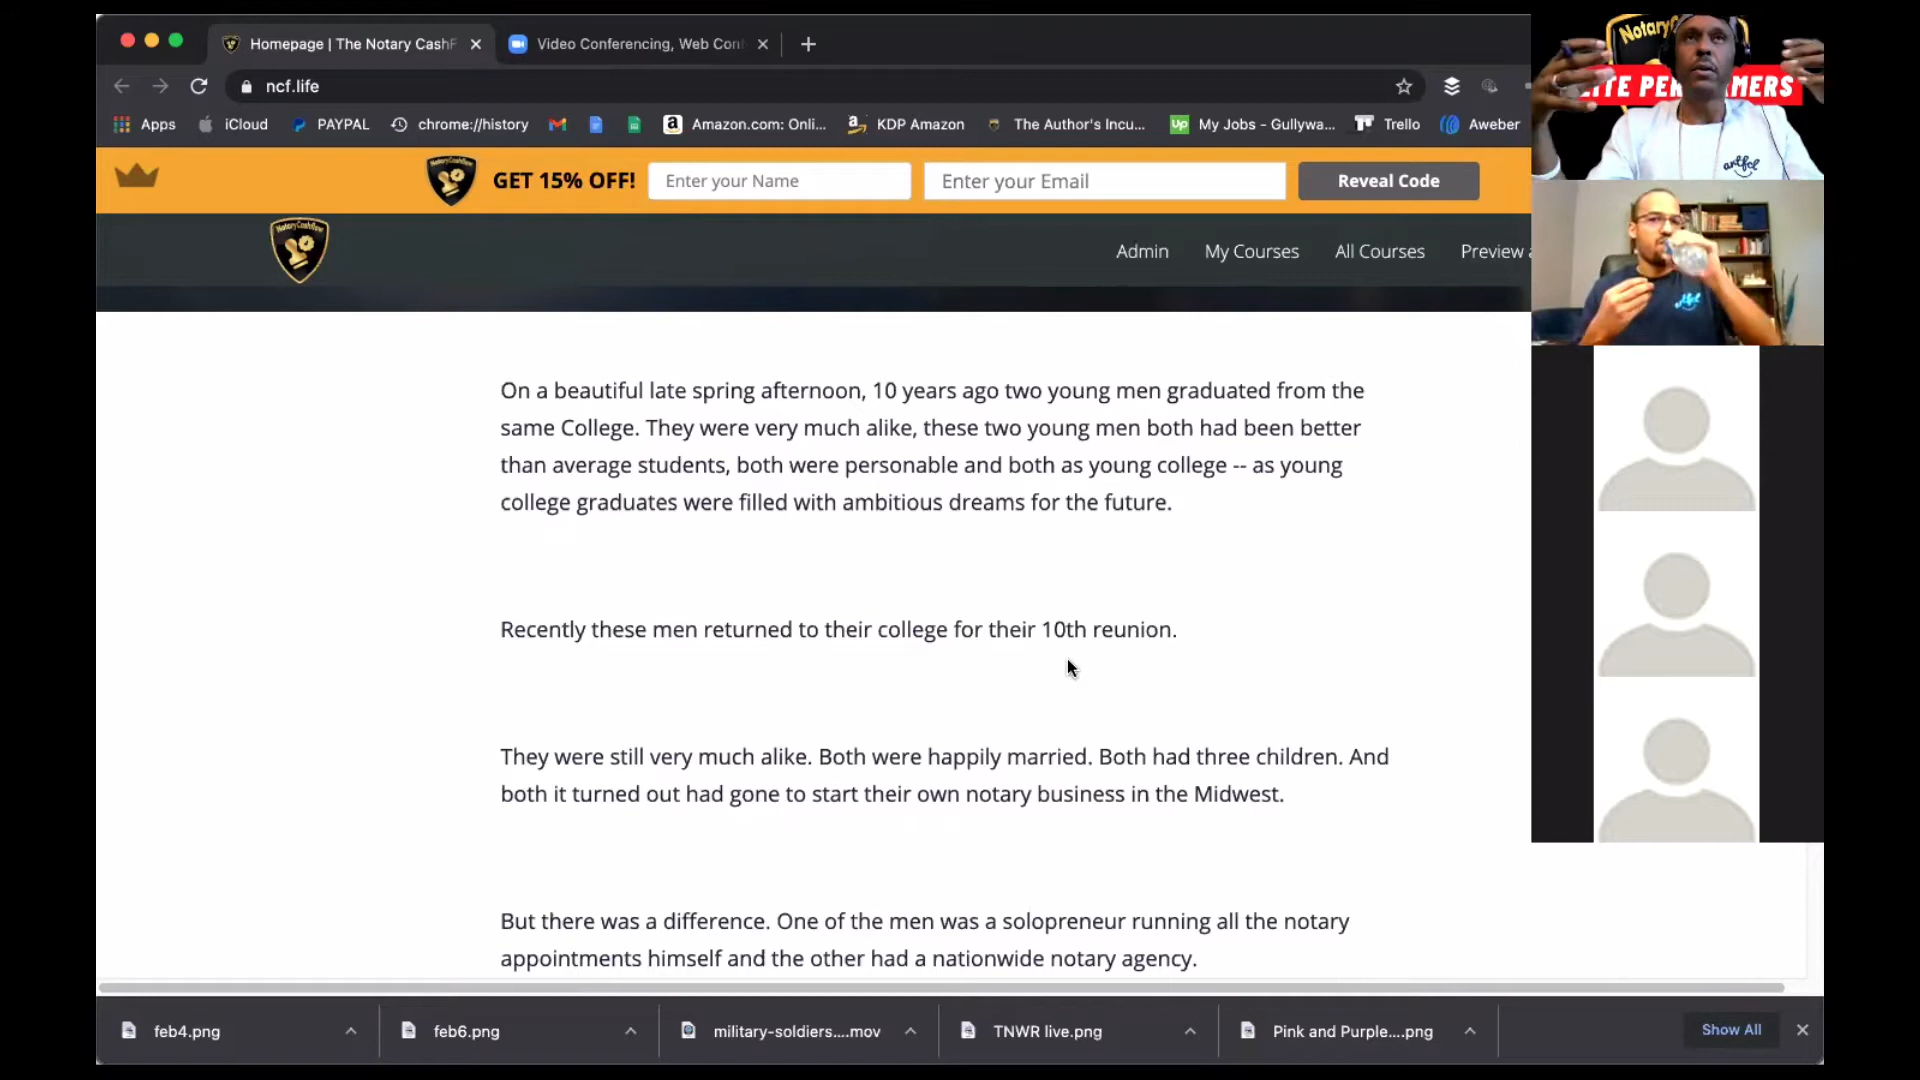 Homepage | The Notary CashF
Video Conferencing, Web Con
ncf.life
Apps
iCloud
PAYPAL
chrome://history
Amazon.com: Onli...
KDP Amazon
The Author's Incu...
Up
My Jobs - Gullywa...
Trello
Aweber
NotaryCashflow
GET 15% OFF!
Enter your Name
Enter your Email
Reveal Code
NotaryCashflow
Admin
My Courses
All Courses
Preview a
On a beautiful late spring afternoon, 10 years ago two young men graduated from the
same College. They were very much alike, these two young men both had been better
than average students, both were personable and both as young college -- as young
college graduates were filled with ambitious dreams for the future.
Recently these men returned to their college for their 10th reunion.
They were still very much alike. Both were happily married. Both had three children. And
both it turned out had gone to start their own notary business in the Midwest.
But there was a difference. One of the men was a solopreneur running all the notary
appointments himself and the other had a nationwide notary agency.
feb4.png
feb6.png
military-soldiers....mov
TNWR live.png
Pink and Purple....png
Show All